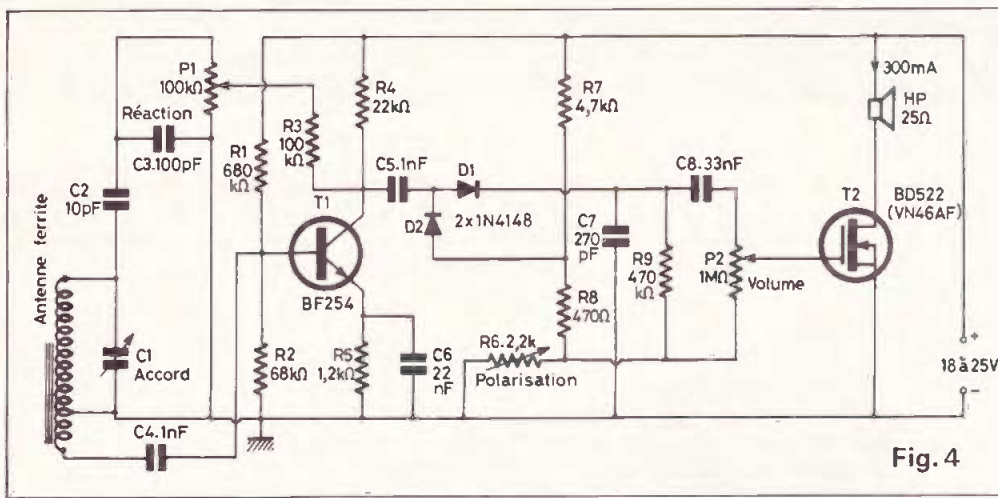 P1
100kΩ
Réaction
C3.100pF
C2
10pF
Antenne ferrite
C1
Accord
C4.1nF
R1
680
kΩ
R2
68kΩ
R3
100
kΩ
R4
22kΩ
T1
BF254
R5
1,2kΩ
C5.1nF
C6
22
nF
D1
D2
2x1N4148
R7
4,7kΩ
R8
470Ω
R6.2,2k
Polarisation
C7
270
pF
R9
470
kΩ
C8.33nF
P2
1MΩ
Volume
T2
BD522
(VN46AF)
300mA
HP
25Ω
+
18 à 25V
-
Fig. 4